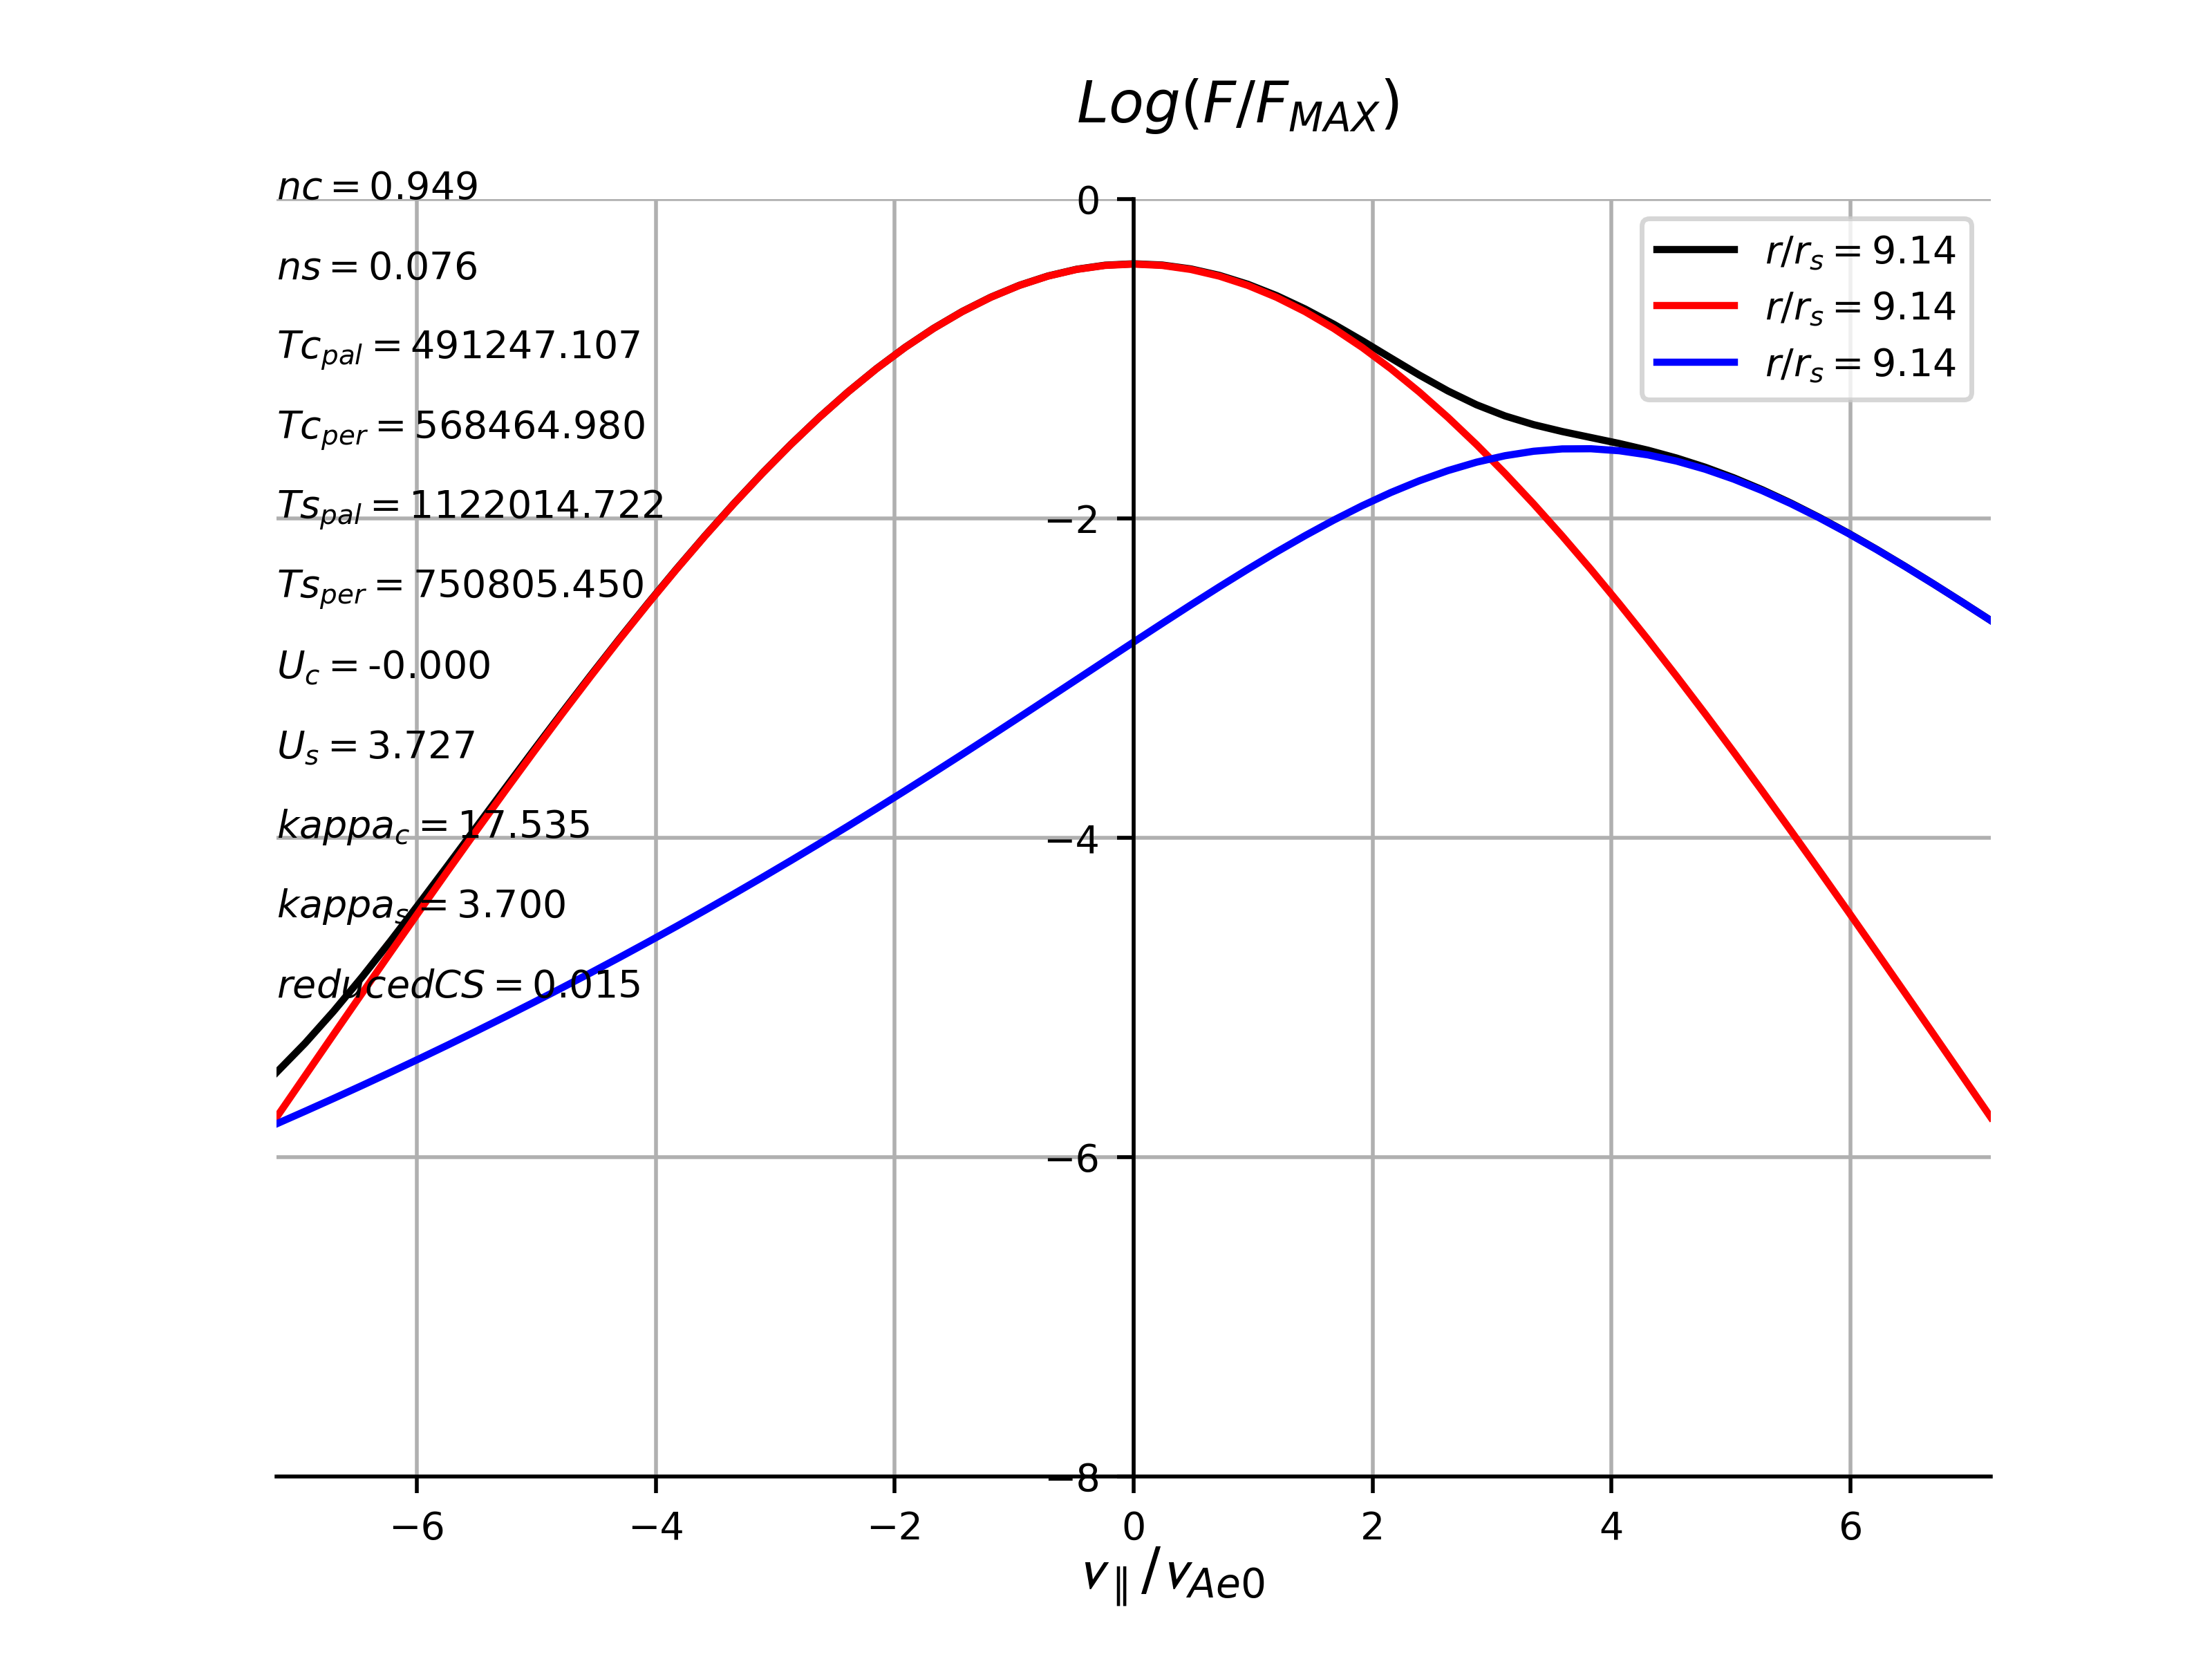 Log(F/F_MAX)
nc = 0.949
ns = 0.076
Tc_pal = 491247.107
Tc_per = 568464.980
Ts_pal = 1122014.722
Ts_per = 750805.450
U_c = -0.000
U_s = 3.727
kappa_c = 17.535
kappa_s = 3.700
reducedCS = 0.015
r/r_s = 9.14
r/r_s = 9.14
r/r_s = 9.14
0
−2
−4
−6
−8
−6 −4 −2 0 2 4 6
v_∥/v_Ae0